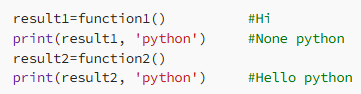 result1=function1()          #Hi
print(result1, 'python')     #None python
result2=function2()
print(result2, 'python')     #Hello python